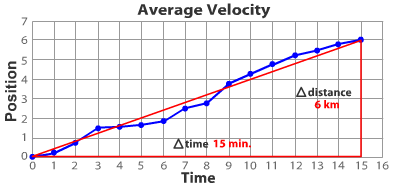 Average Velocity
7
6
5
4
3
2
1
0
Position
△ distance
6 km
△ time 15 min.
0 1 2 3 4 5 6 7 8 9 10 11 12 13 14 15 16
Time